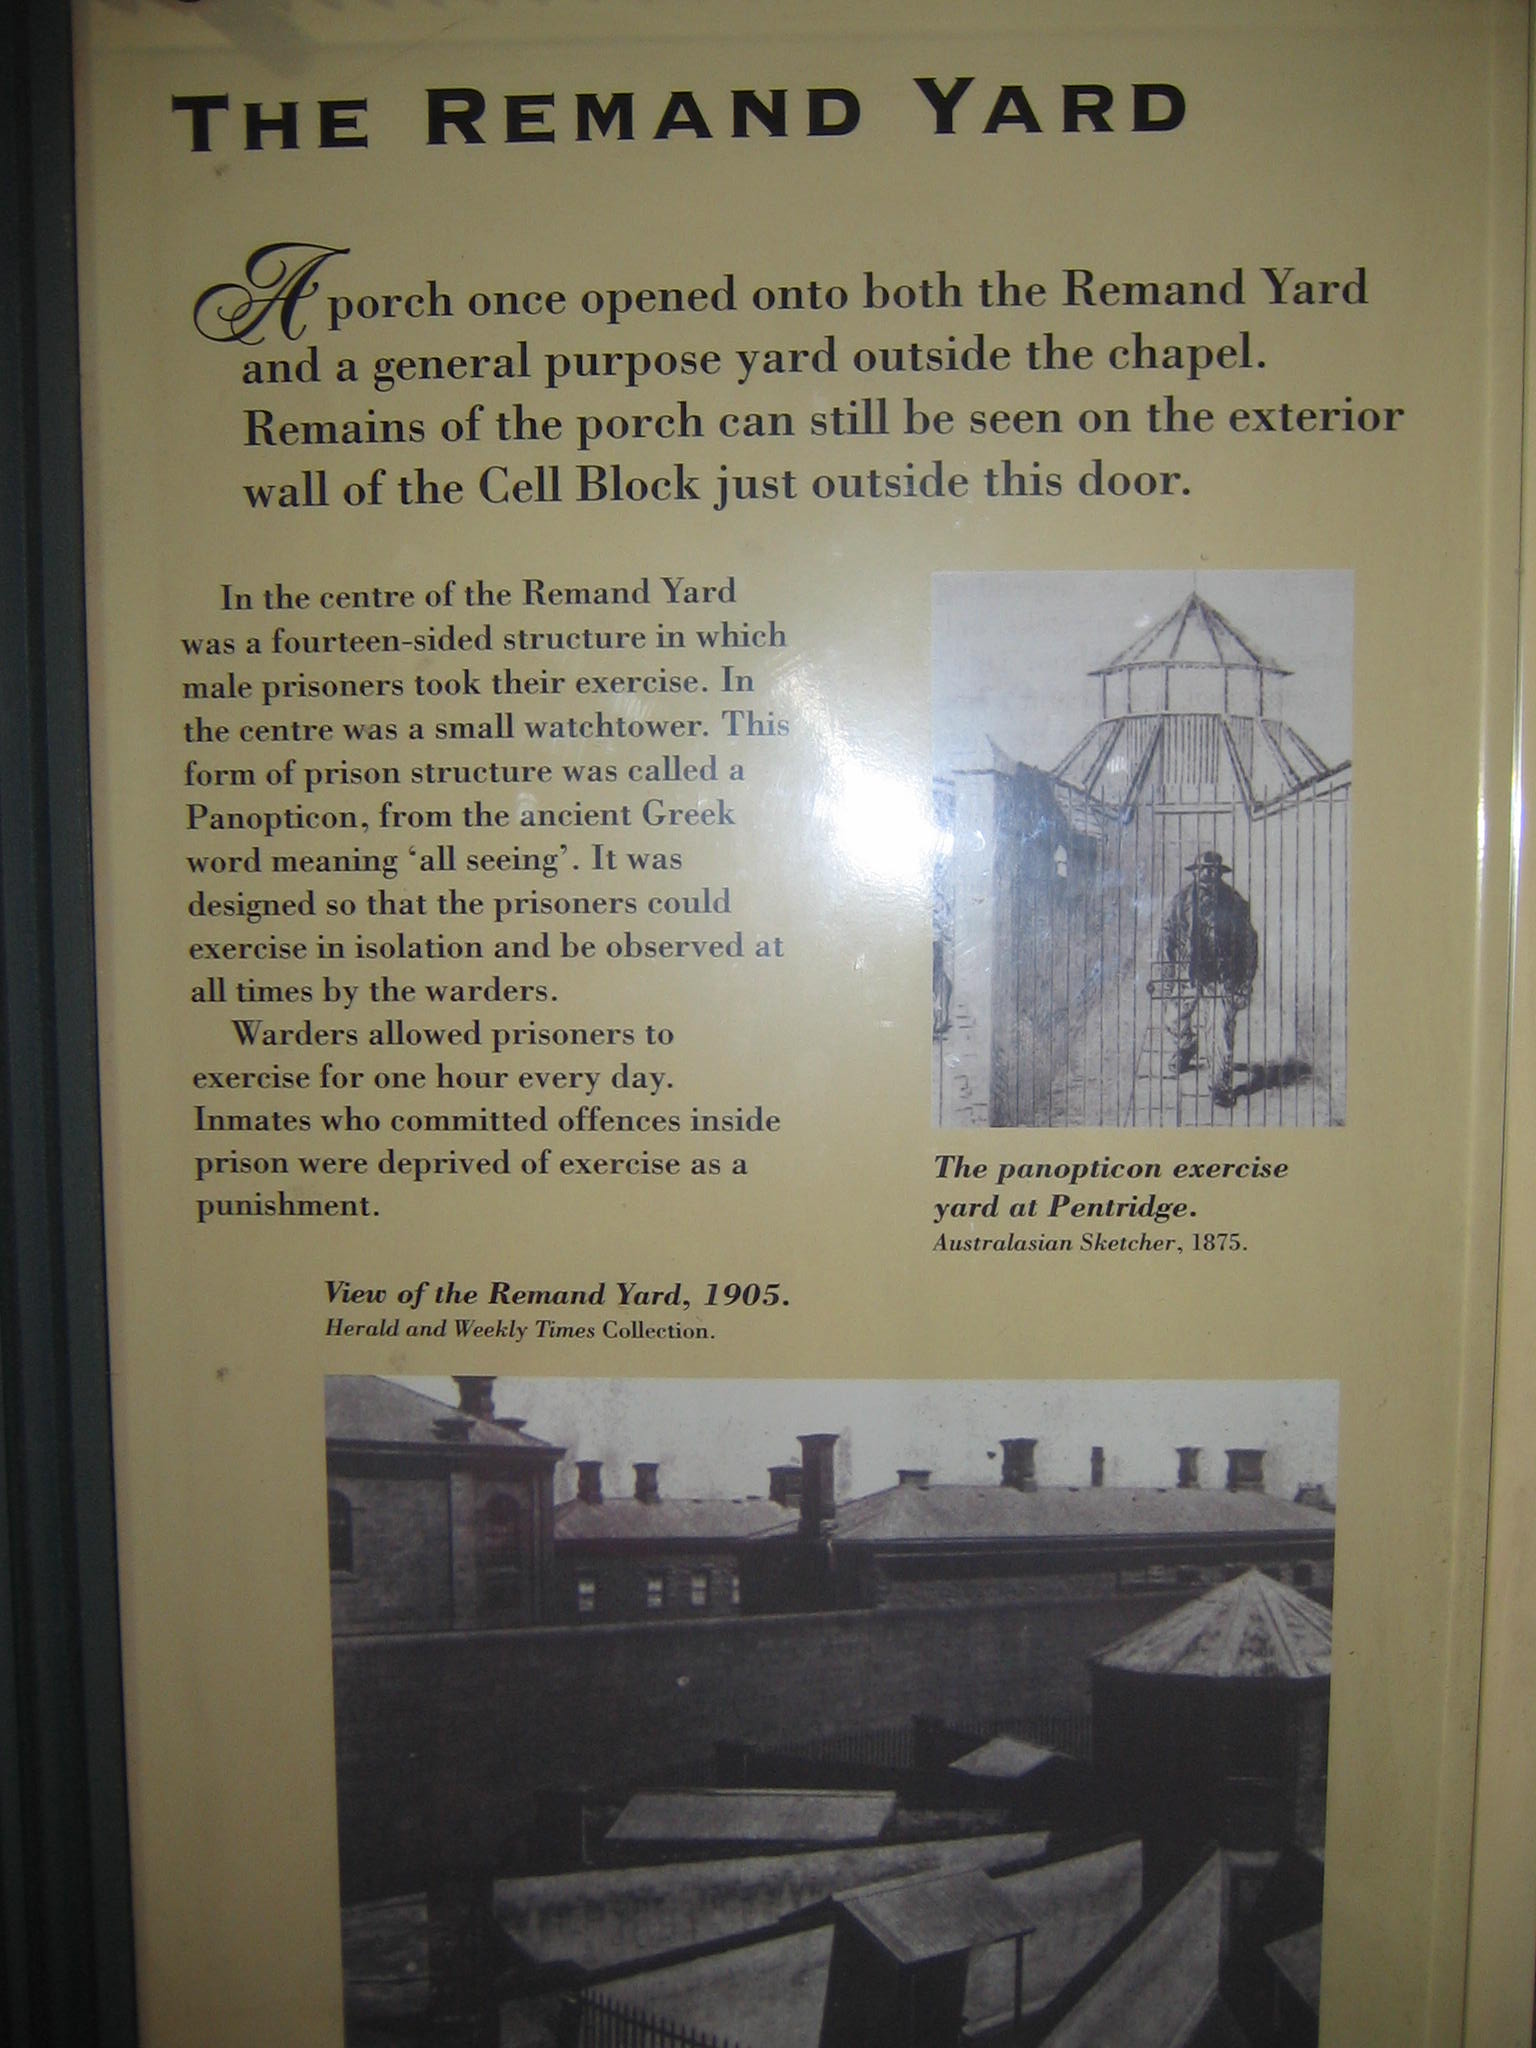 THE REMAND YARD
A porch once opened onto both the Remand Yard
and a general purpose yard outside the chapel.
Remains of the porch can still be seen on the exterior
wall of the Cell Block just outside this door.
In the centre of the Remand Yard
was a fourteen-sided structure in which
male prisoners took their exercise. In
the centre was a small watchtower. This
form of prison structure was called a
Panopticon, from the ancient Greek
word meaning ‘all seeing’. It was
designed so that the prisoners could
exercise in isolation and be observed at
all times by the warders.
Warders allowed prisoners to
exercise for one hour every day.
Inmates who committed offences inside
prison were deprived of exercise as a
punishment.
The panopticon exercise
yard at Pentridge.
Australasian Sketcher, 1875.
View of the Remand Yard, 1905.
Herald and Weekly Times Collection.